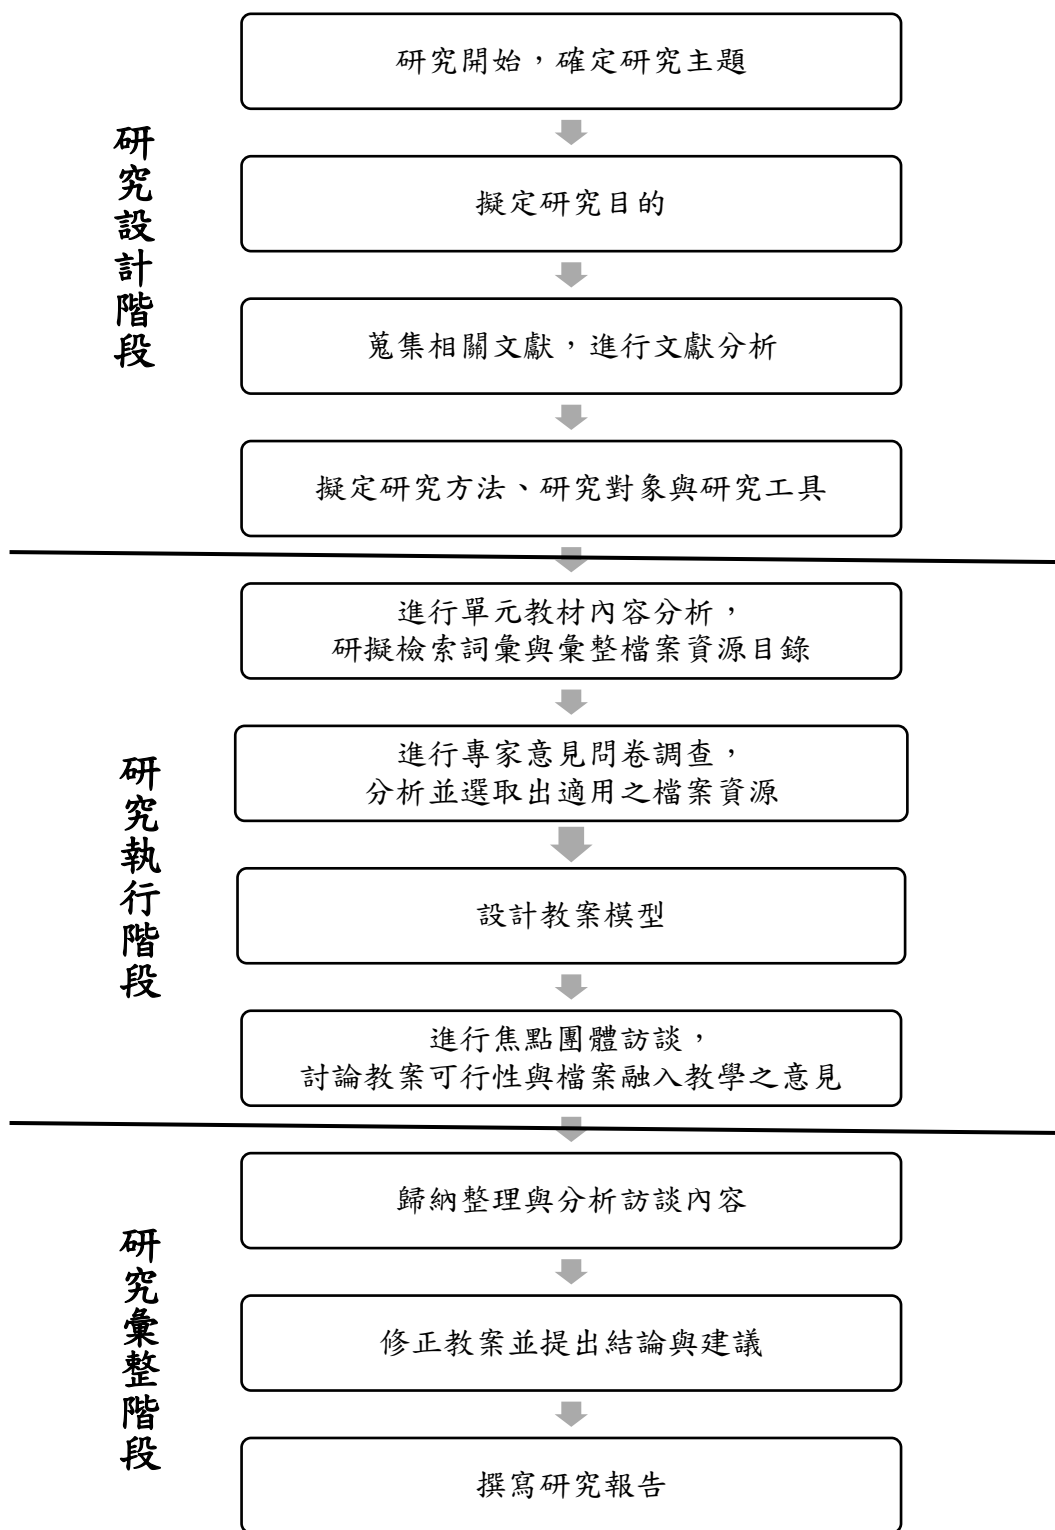 研究設計階段
研究開始，確定研究主題
擬定研究目的
蒐集相關文獻，進行文獻分析
擬定研究方法、研究對象與研究工具
研究執行階段
進行單元教材內容分析，
研擬檢索詞彙與彙整檔案資源目錄
進行專家意見問卷調查，
分析並選取出適用之檔案資源
設計教案模型
進行焦點團體訪談，
討論教案可行性與檔案融入教學之意見
研究彙整階段
歸納整理與分析訪談內容
修正教案並提出結論與建議
撰寫研究報告